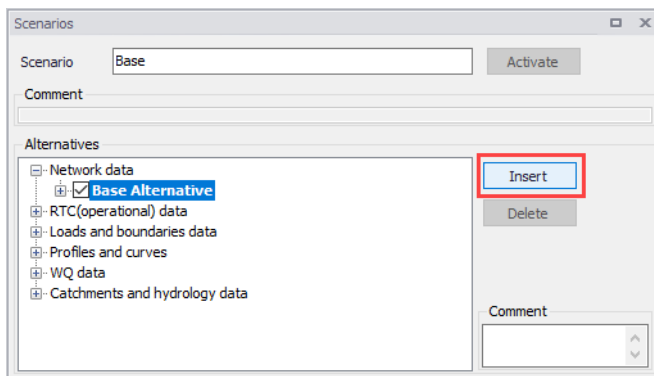 Scenarios
Scenario Base Activate
Comment
Alternatives
Network data
Base Alternative
RTC(operational) data
Loads and boundaries data
Profiles and curves
WQ data
Catchments and hydrology data
Insert
Delete
Comment